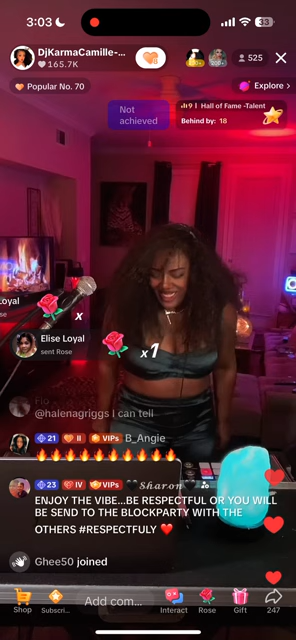 3:03
33
DjKarmaCamille-...
165.7K
525
Popular No. 70
Explore >
Not
achieved
Hall of Fame -Talent
Behind by: 18
Loyal
x
Elise Loyal
sent Rose
x1
Flo
@halenagriggs I can tell
21 II VIPs B_Angie
23 IV VIPs Sharon
ENJOY THE VIBE...BE RESPECTFUL OR YOU WILL
BE SEND TO THE BLOCKPARTY WITH THE
OTHERS #RESPECTFULY
Ghee50 joined
Shop
Subscri...
Add com...
Interact
Rose
Gift
247